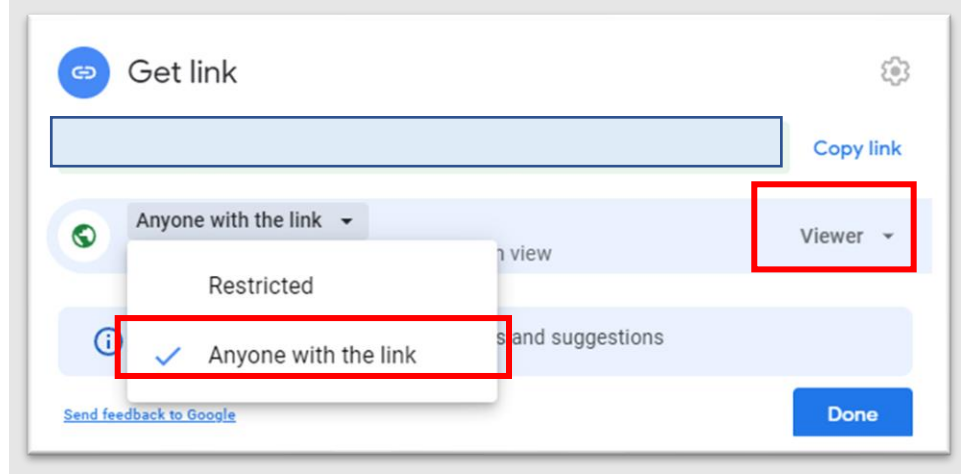 Get link
Copy link
Anyone with the link
view
Viewer
Restricted
Anyone with the link
and suggestions
Send feedback to Google
Done